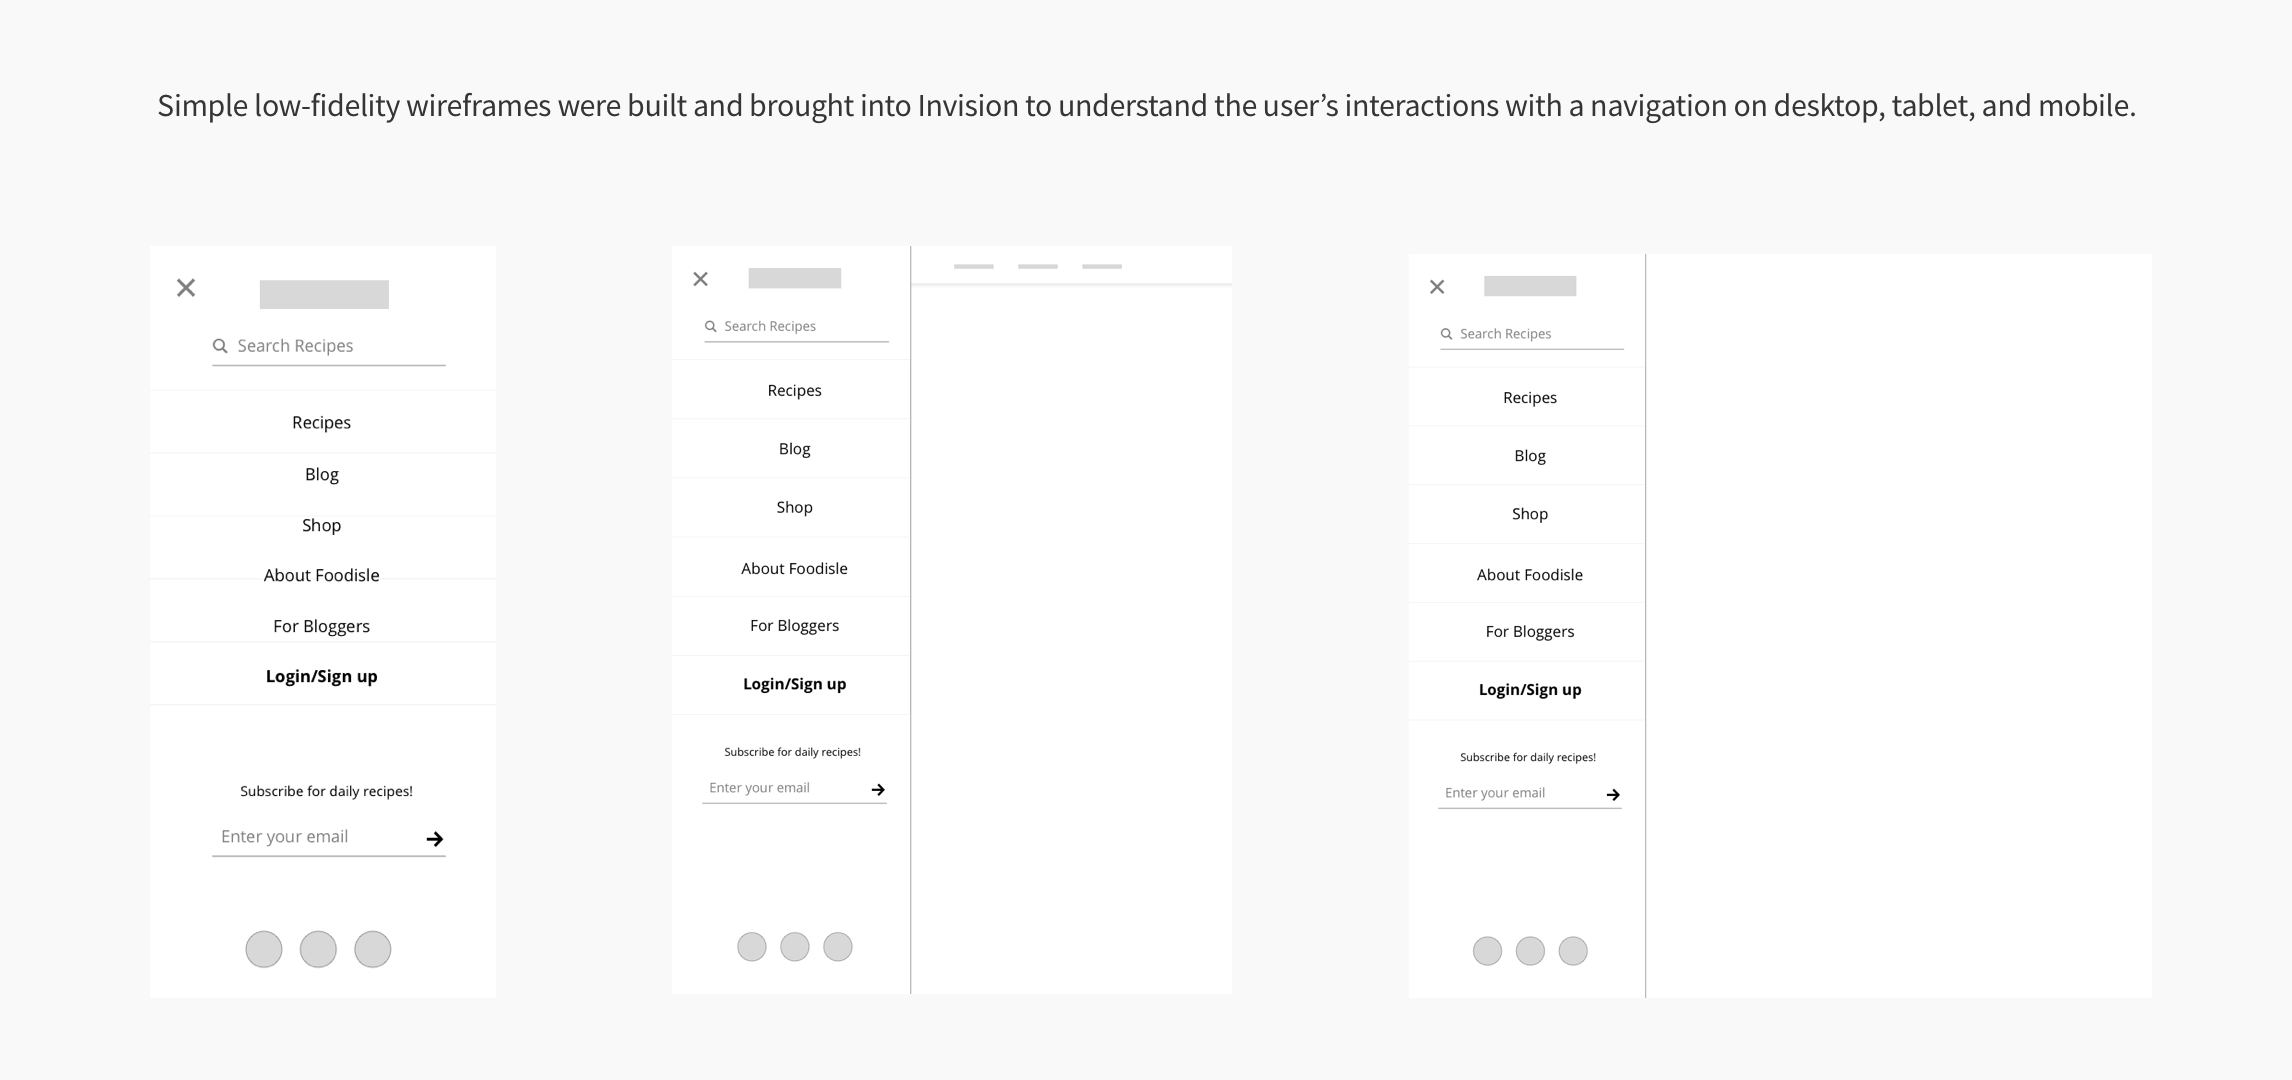 Simple low-fidelity wireframes were built and brought into Invision to understand the user’s interactions with a navigation on desktop, tablet, and mobile.
Search Recipes
Recipes
Blog
Shop
About Foodisle
For Bloggers
Login/Sign up
Subscribe for daily recipes!
Enter your email
Search Recipes
Recipes
Blog
Shop
About Foodisle
For Bloggers
Login/Sign up
Subscribe for daily recipes!
Enter your email
Search Recipes
Recipes
Blog
Shop
About Foodisle
For Bloggers
Login/Sign up
Subscribe for daily recipes!
Enter your email